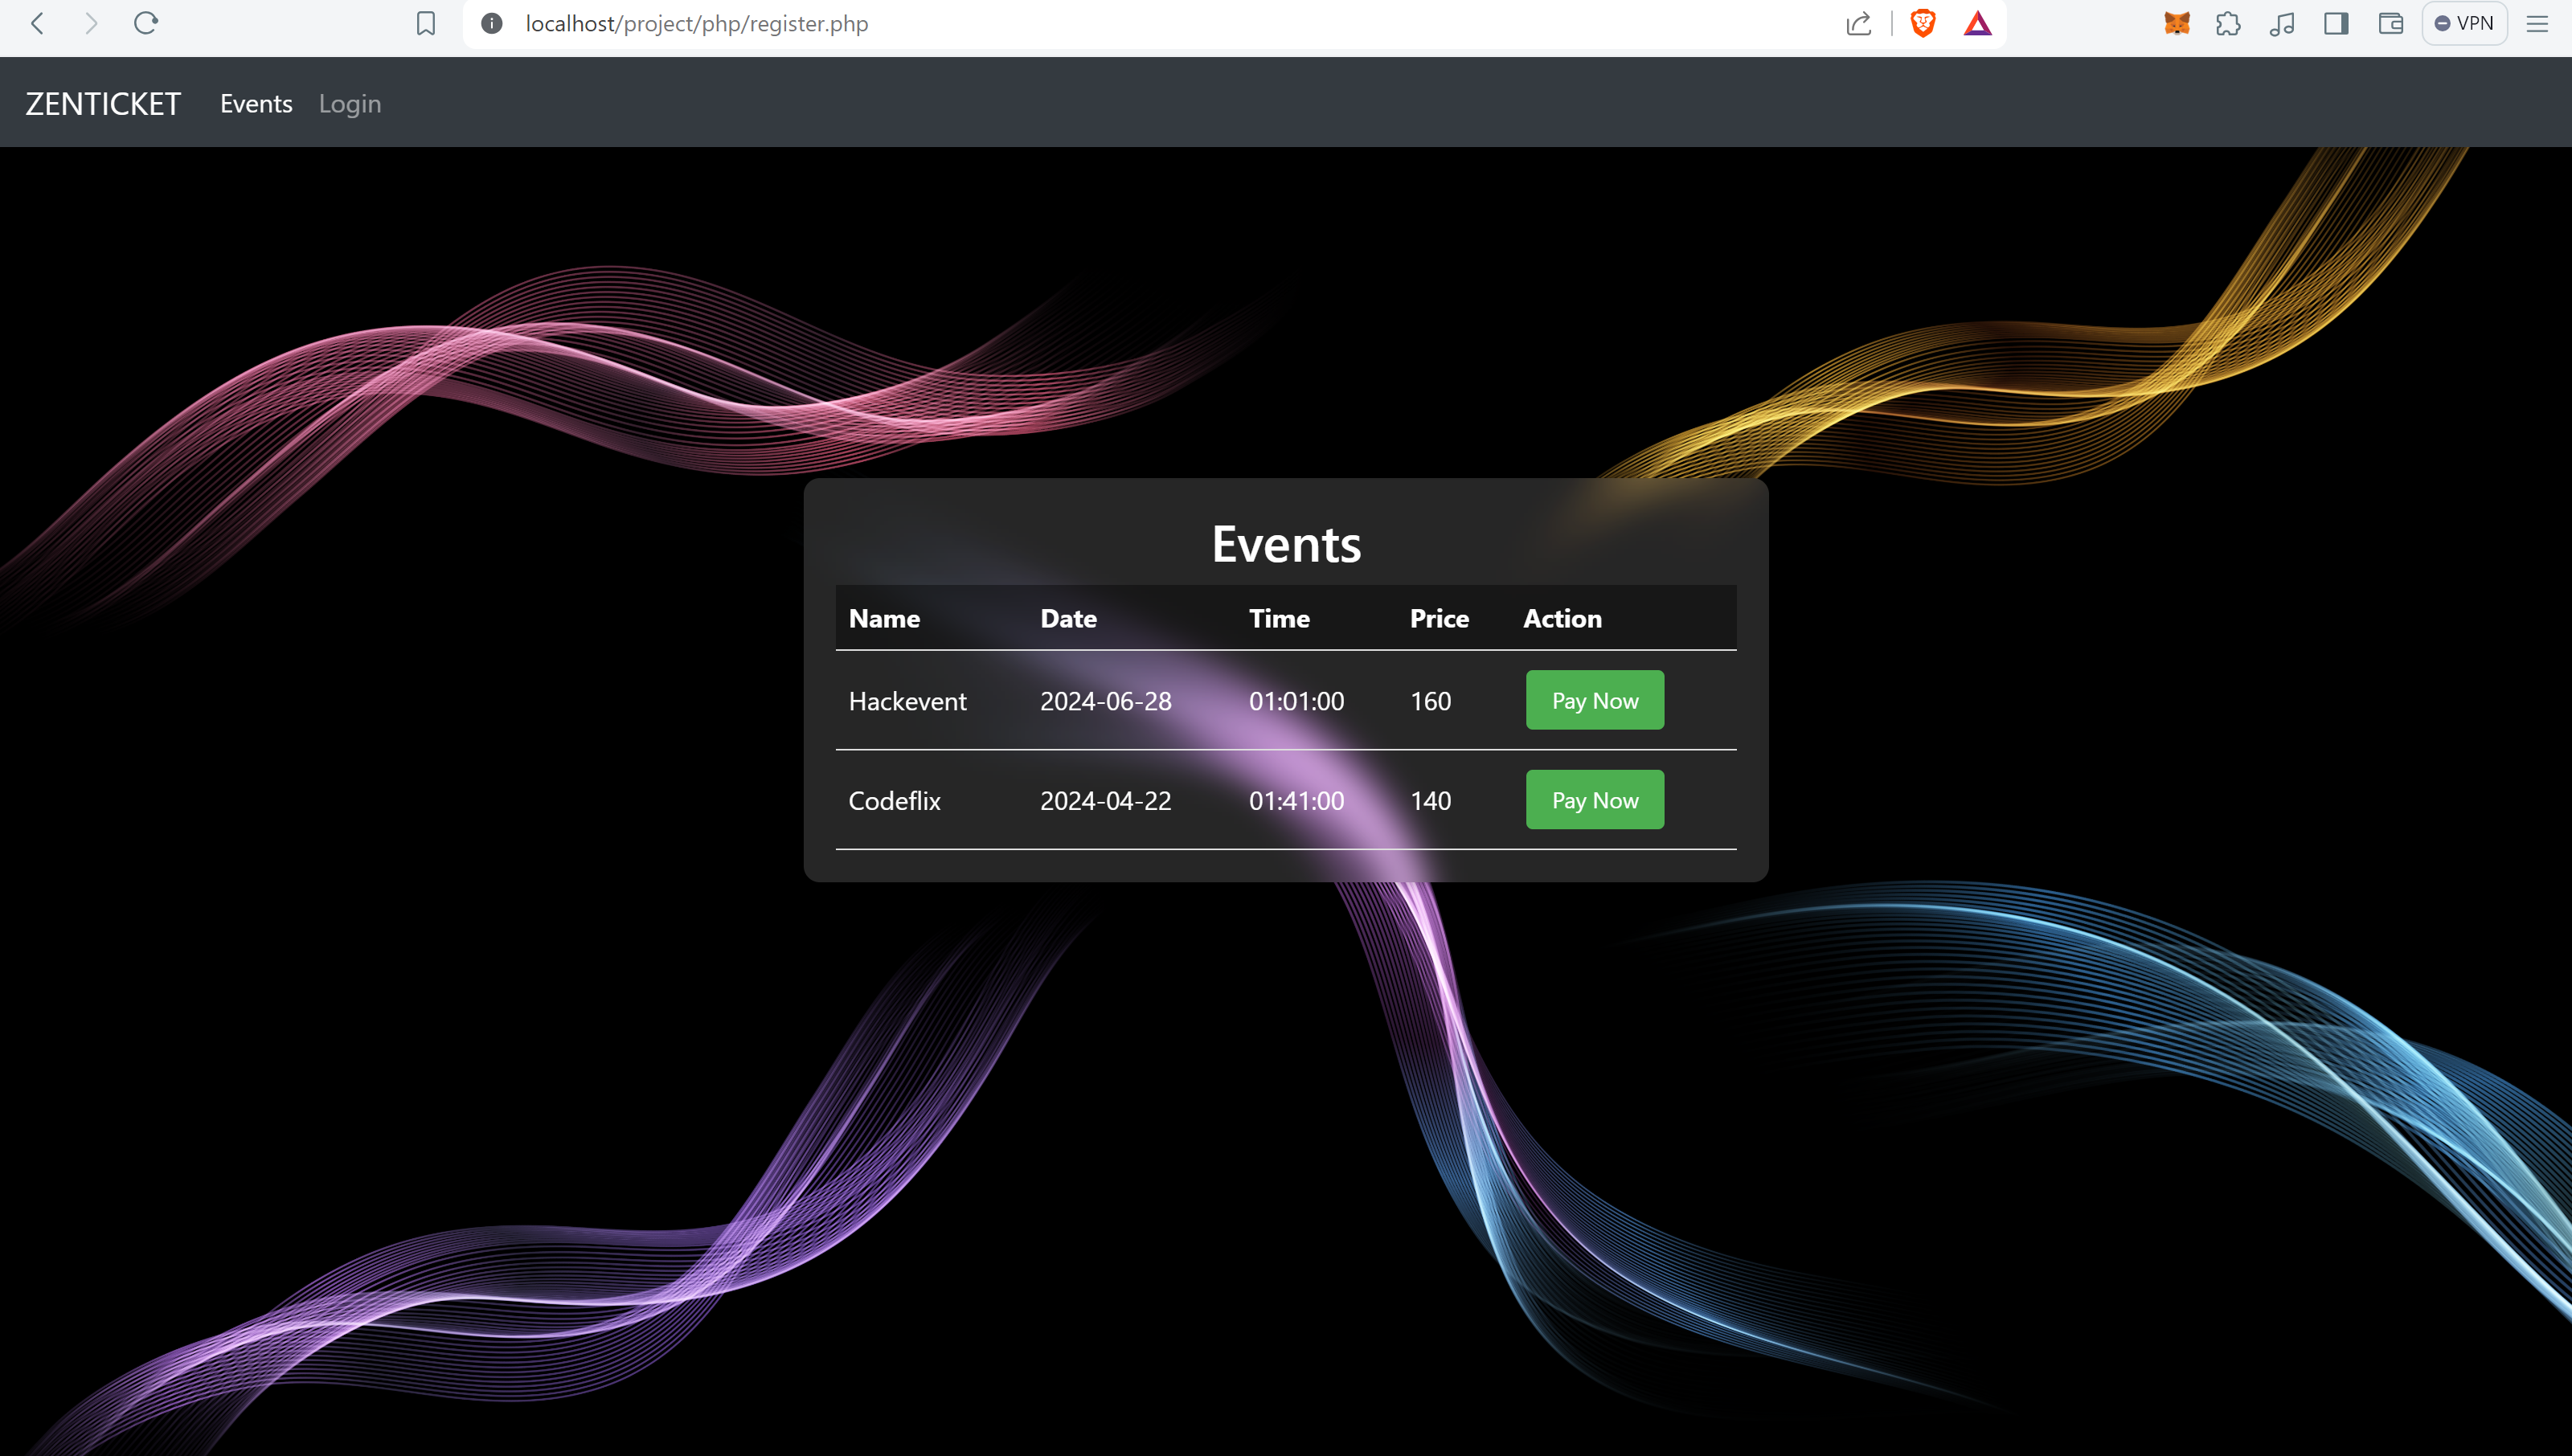 localhost/project/php/register.php
VPN
ZENTICKET Events Login
Events
Name Date Time Price Action
Hackevent 2024-06-28 01:01:00 160 Pay Now
Codeflix 2024-04-22 01:41:00 140 Pay Now